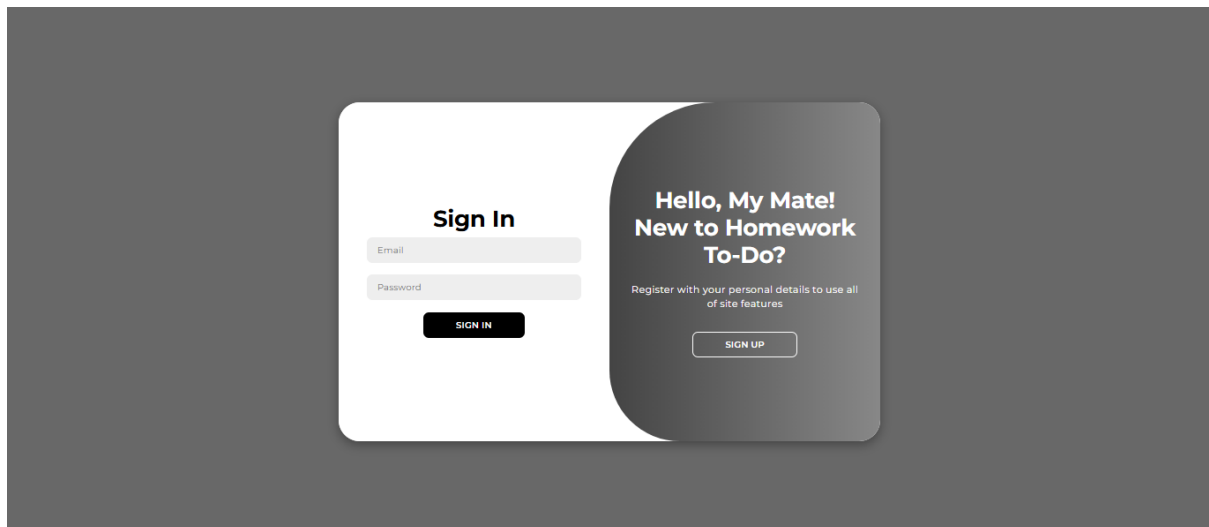 Sign In
Email
Password
SIGN IN
Hello, My Mate!
New to Homework
To-Do?
Register with your personal details to use all
of site features
SIGN UP